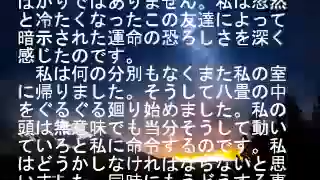 ばかりではありません。私は忽然
と冷たくなったこの友達によって
暗示された運命の恐ろしさを深く
感じたのです。
　私は何の分別もなくまた私の室
に帰りました。そうして八畳の中
をぐるぐる廻り始めました。私の
頭は無意味でも当分そうして動い
ていろと私に命令するのです。私
はどうかしなければならないと思
いました。同時にもうどうする事